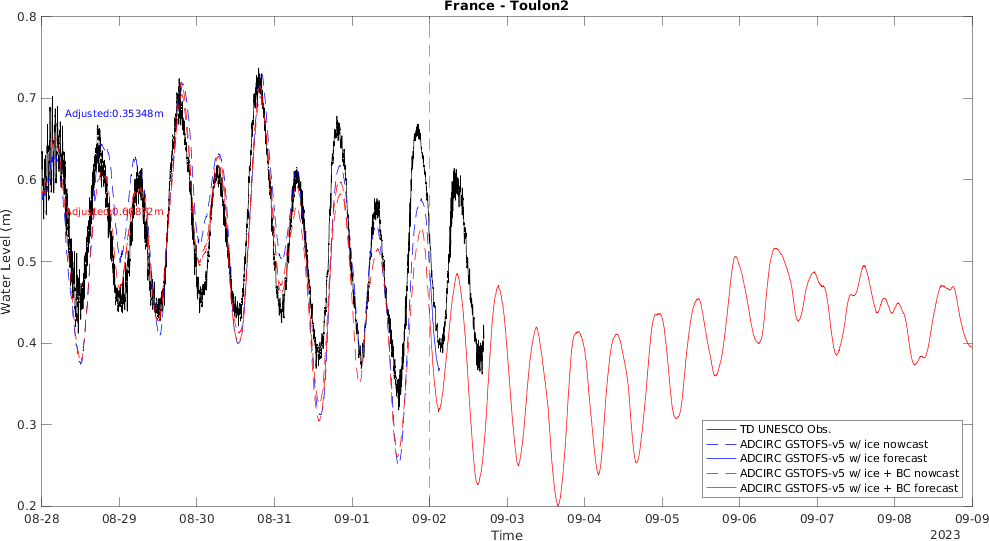 France - Toulon2
0.8
0.7
0.6
0.5
0.4
0.3
0.2
Water Level (m)
Adjusted:0.35348m
TD UNESCO Obs.
ADCIRC GSTOFS-v5 w/ ice nowcast
ADCIRC GSTOFS-v5 w/ ice forecast
ADCIRC GSTOFS-v5 w/ ice + BC nowcast
ADCIRC GSTOFS-v5 w/ ice + BC forecast
08-28 08-29 08-30 08-31 09-01 09-02 09-03 09-04 09-05 09-06 09-07 09-08 09-09
Time
2023